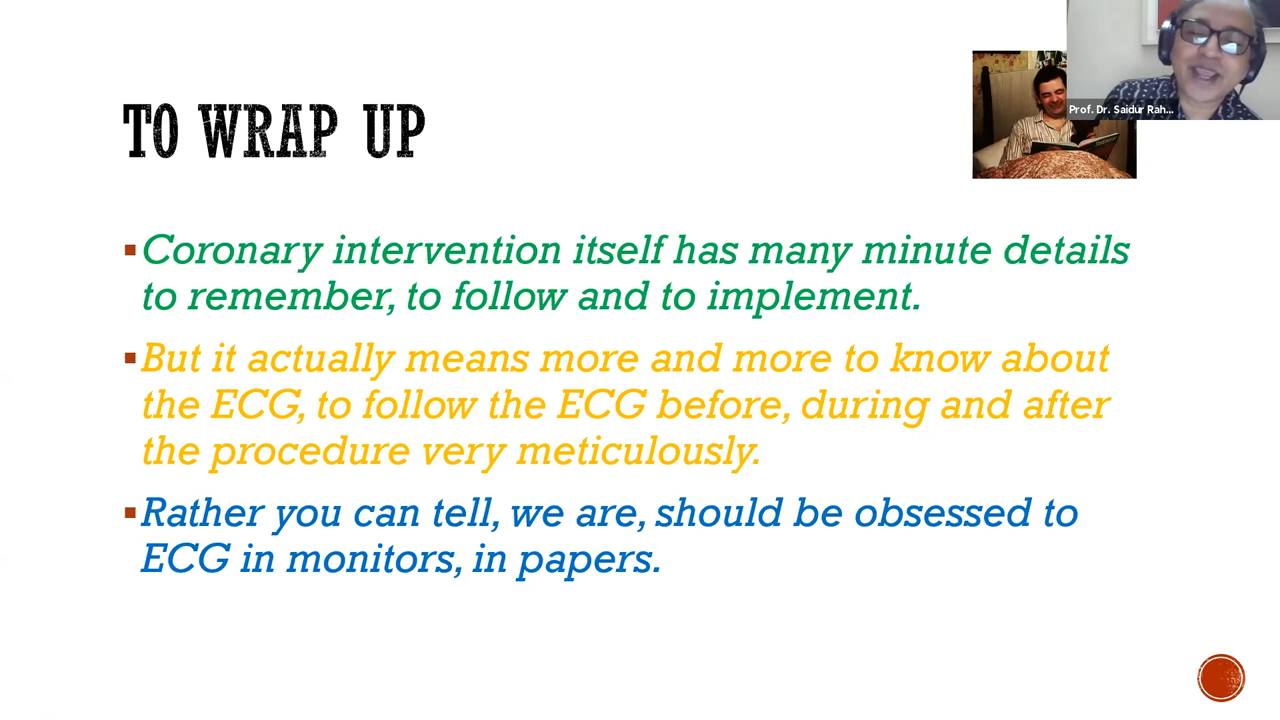 TO WRAP UP
Prof. Dr. Saidur Rah...
Coronary intervention itself has many minute details
to remember, to follow and to implement.
But it actually means more and more to know about
the ECG, to follow the ECG before, during and after
the procedure very meticulously.
Rather you can tell, we are, should be obsessed to
ECG in monitors, in papers.